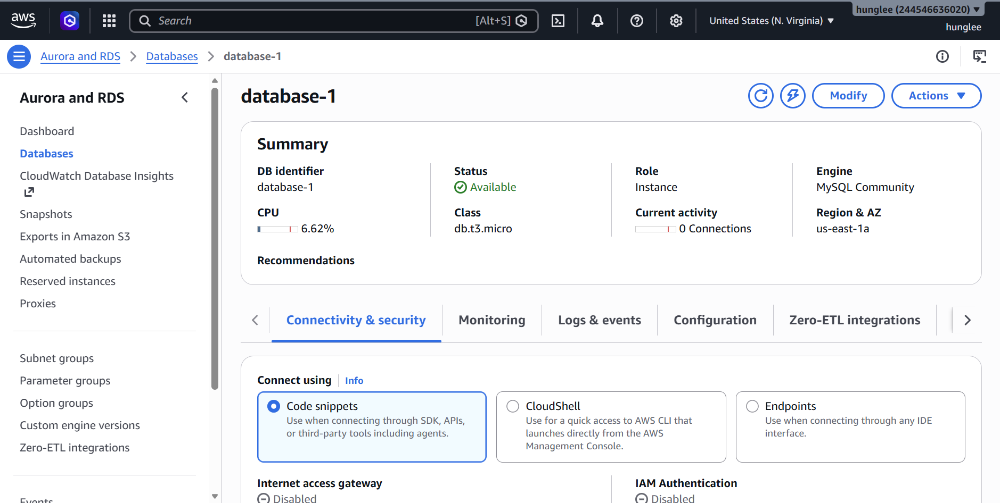 aws
Search
[Alt+S]
United States (N. Virginia)
hunglee (244546636020)
hunglee
Aurora and RDS
Databases
database-1
Aurora and RDS
Dashboard
Databases
CloudWatch Database Insights
Snapshots
Exports in Amazon S3
Automated backups
Reserved instances
Proxies
Subnet groups
Parameter groups
Option groups
Custom engine versions
Zero-ETL integrations
Events
database-1
Modify
Actions
Summary
DB identifier
database-1
Status
Available
Role
Instance
Engine
MySQL Community
CPU
6.62%
Class
db.t3.micro
Current activity
0 Connections
Region & AZ
us-east-1a
Recommendations
Connectivity & security
Monitoring
Logs & events
Configuration
Zero-ETL integrations
Connect using
Info
Code snippets
Use when connecting through SDK, APIs,
or third-party tools including agents.
CloudShell
Use for a quick access to AWS CLI that
launches directly from the AWS
Management Console.
Endpoints
Use when connecting through any IDE
interface.
Internet access gateway
Disabled
IAM Authentication
Disabled